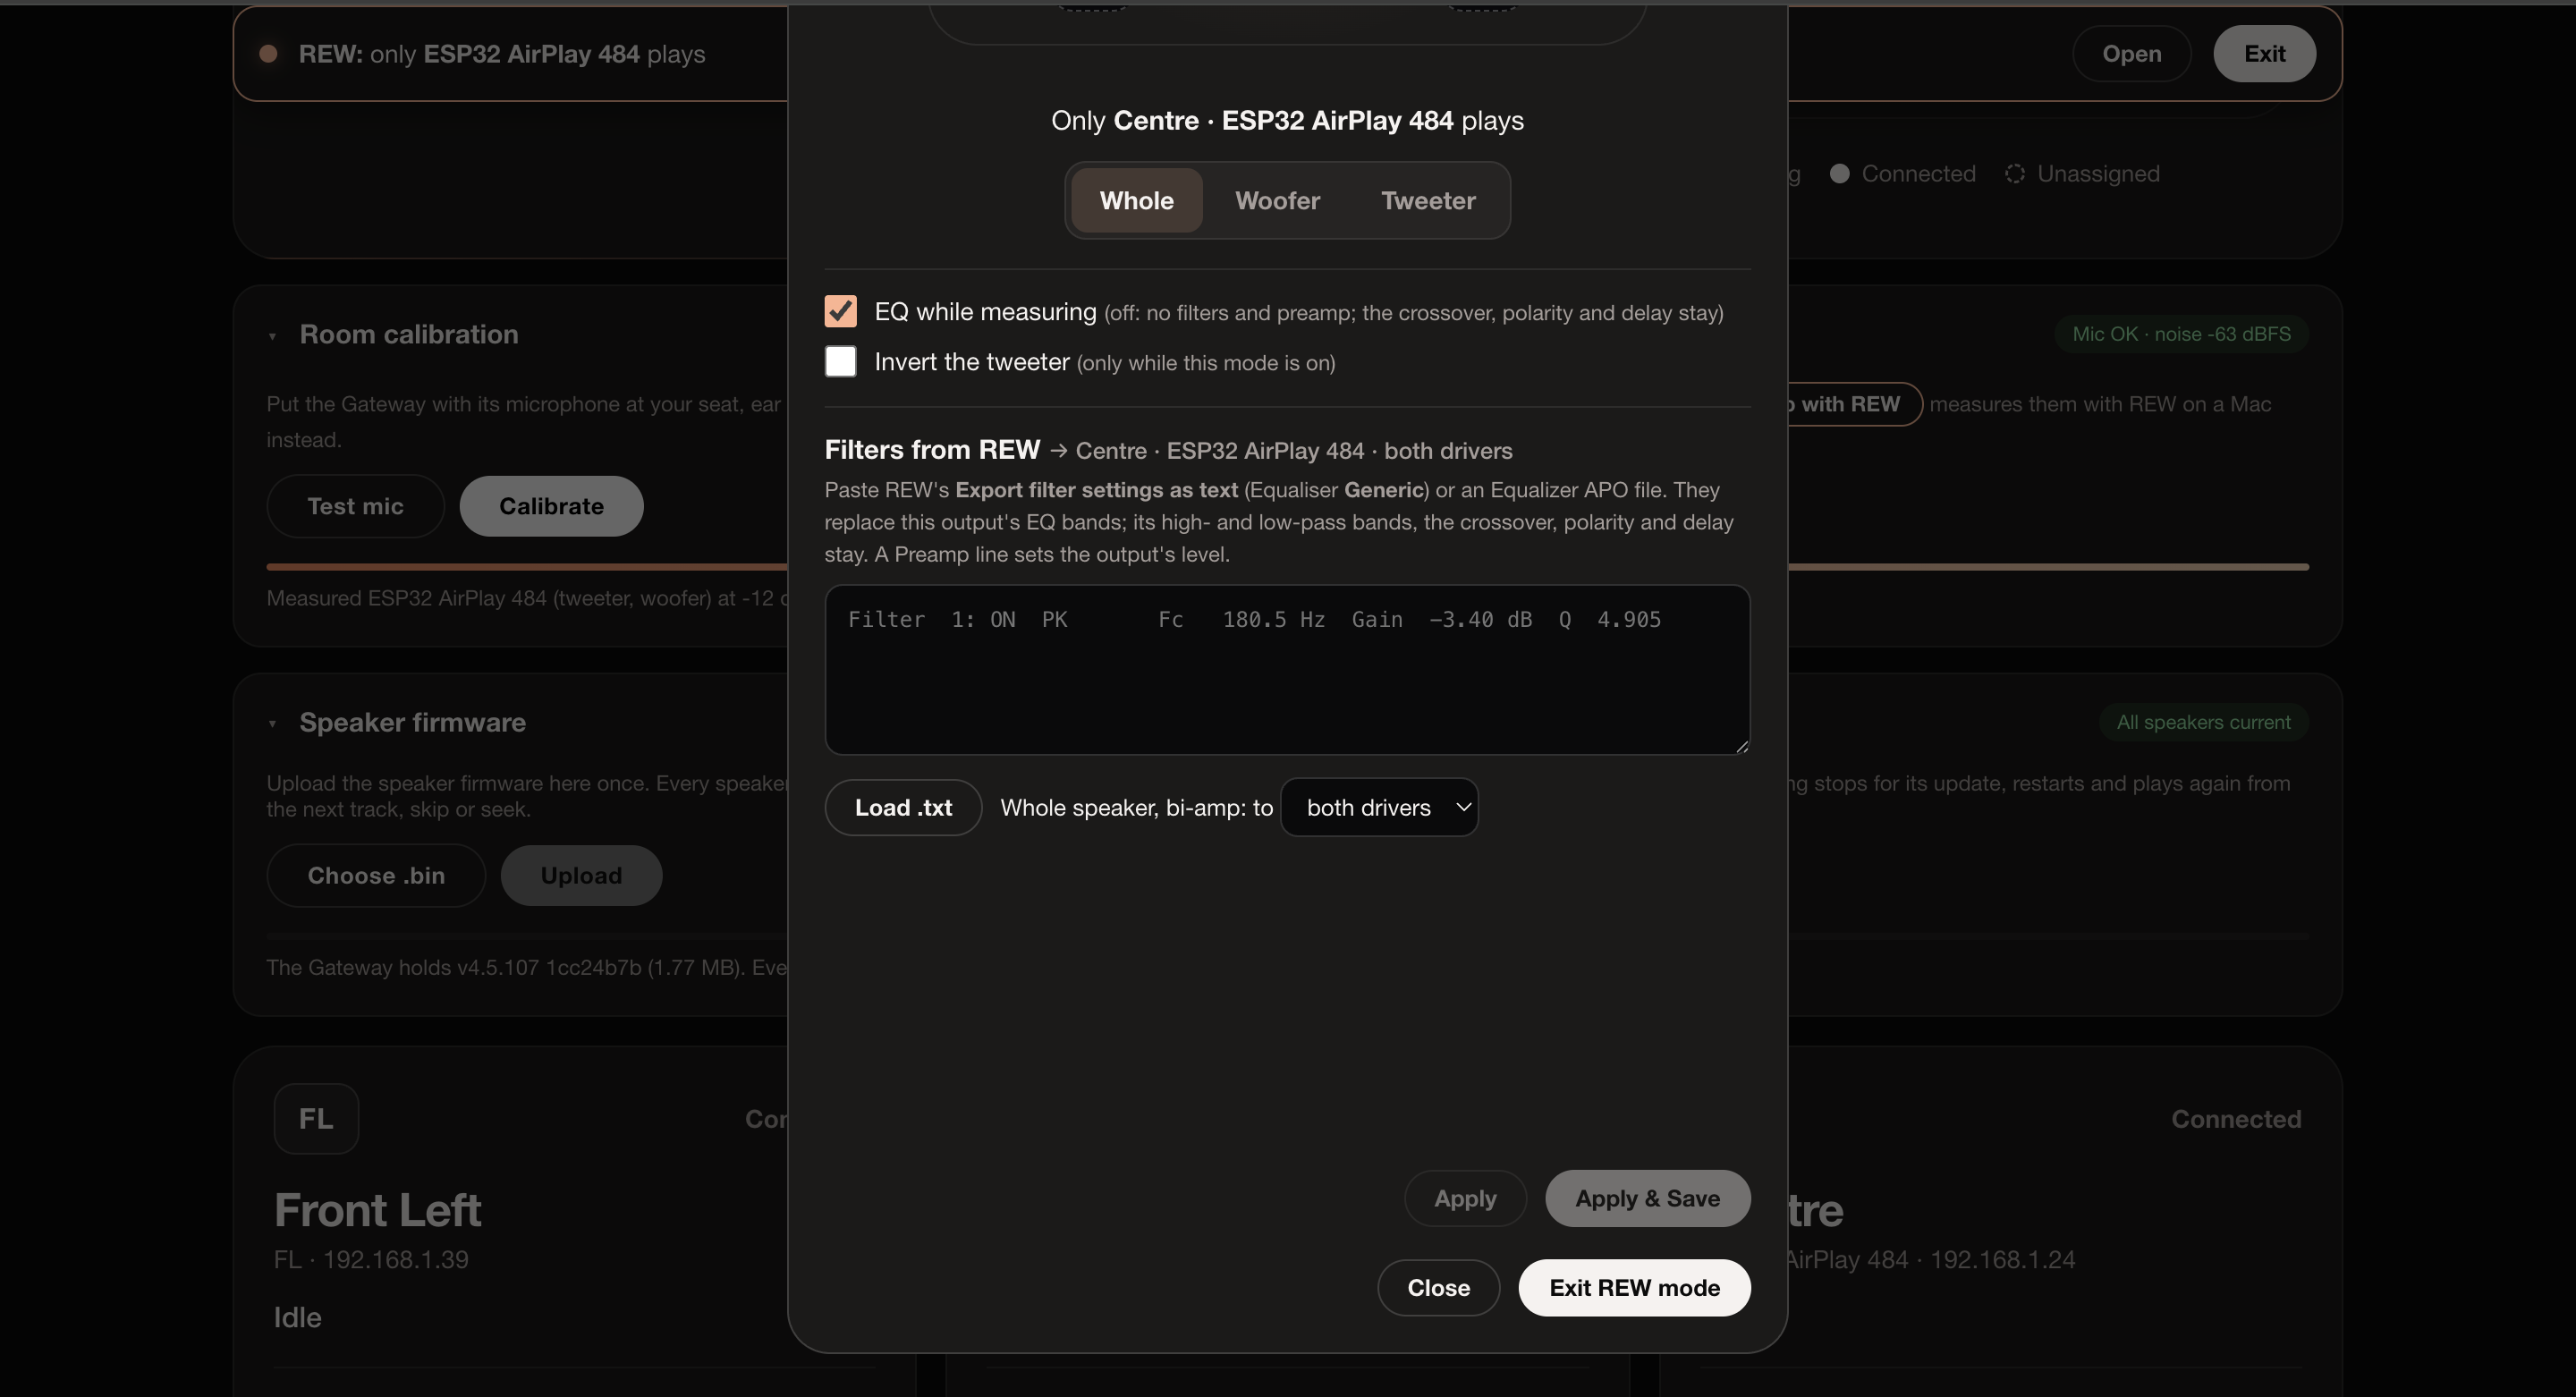 REW: only ESP32 AirPlay 484 plays
Open
Exit
Connected
Unassigned
Only Centre · ESP32 AirPlay 484 plays
Whole
Woofer
Tweeter
EQ while measuring (off: no filters and preamp; the crossover, polarity and delay stay)
Invert the tweeter (only while this mode is on)
Filters from REW → Centre · ESP32 AirPlay 484 · both drivers
Paste REW's Export filter settings as text (Equaliser Generic) or an Equalizer APO file. They
replace this output's EQ bands; its high- and low-pass bands, the crossover, polarity and delay
stay. A Preamp line sets the output's level.
Filter  1: ON  PK       Fc   180.5 Hz  Gain  −3.40 dB  Q  4.905
Load .txt
Whole speaker, bi-amp: to
both drivers
Apply
Apply & Save
Close
Exit REW mode
Room calibration
Mic OK · noise -63 dBFS
Put the Gateway with its microphone at your seat, ear
with REW measures them with REW on a Mac
instead.
Test mic
Calibrate
Measured ESP32 AirPlay 484 (tweeter, woofer) at -12
Speaker firmware
All speakers current
Upload the speaker firmware here once. Every speaker
stops for its update, restarts and plays again from
the next track, skip or seek.
Choose .bin
Upload
The Gateway holds v4.5.107 1cc24b7b (1.77 MB).
FL
Connected
Front Left
FL · 192.168.1.39
AirPlay 484 · 192.168.1.24
Idle